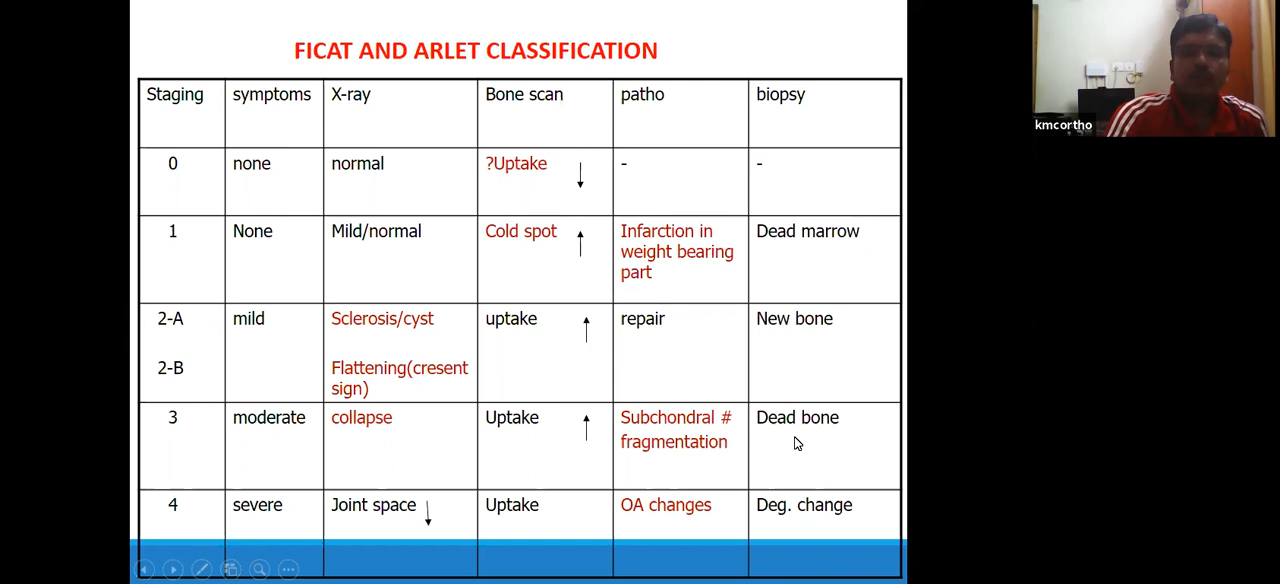 FICAT AND ARLET CLASSIFICATION
kmcortho
Staging symptoms X-ray Bone scan patho biopsy
0 none normal ?Uptake ↓ - -
1 None Mild/normal Cold spot ↑ Infarction in Dead marrow
weight bearing
part
2-A mild Sclerosis/cyst uptake ↑ repair New bone
2-B Flattening(cresent
sign)
3 moderate collapse Uptake ↑ Subchondral # Dead bone
fragmentation
4 severe Joint space ↓ Uptake OA changes Deg. change